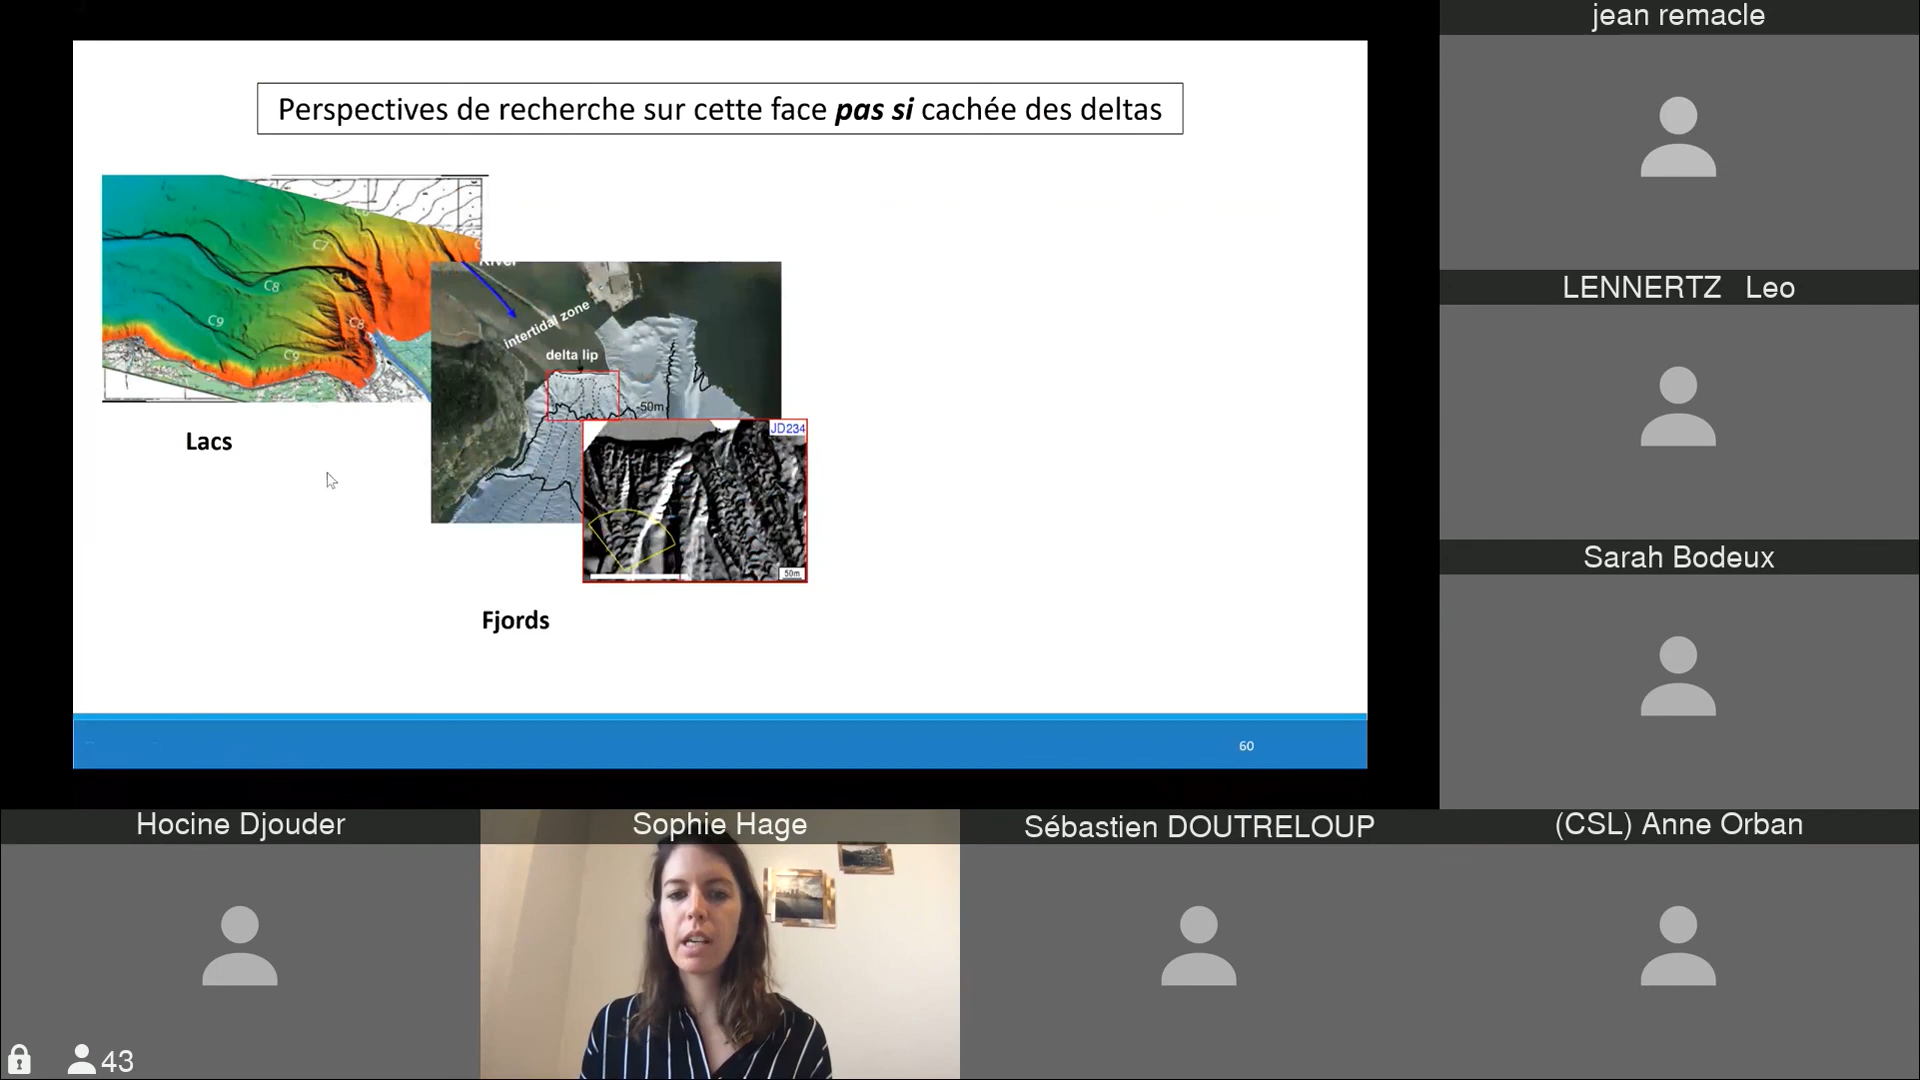 jean remacle
Perspectives de recherche sur cette face pas si cachée des deltas
C7
C8
C9
C8
C9
River
intertidal zone
delta lip
-50m
JD234
50m
Lacs
Fjords
60
LENNERTZ Leo
Sarah Bodeux
Hocine Djouder
Sophie Hage
Sébastien DOUTRELOUP
(CSL) Anne Orban
43